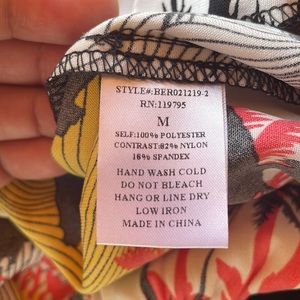 STYLE#:BER021219-2
RN:119795
M
SELF:100% POLYESTER
CONTRAST:82% NYLON
18% SPANDEX
HAND WASH COLD
DO NOT BLEACH
HANG OR LINE DRY
LOW IRON
MADE IN CHINA